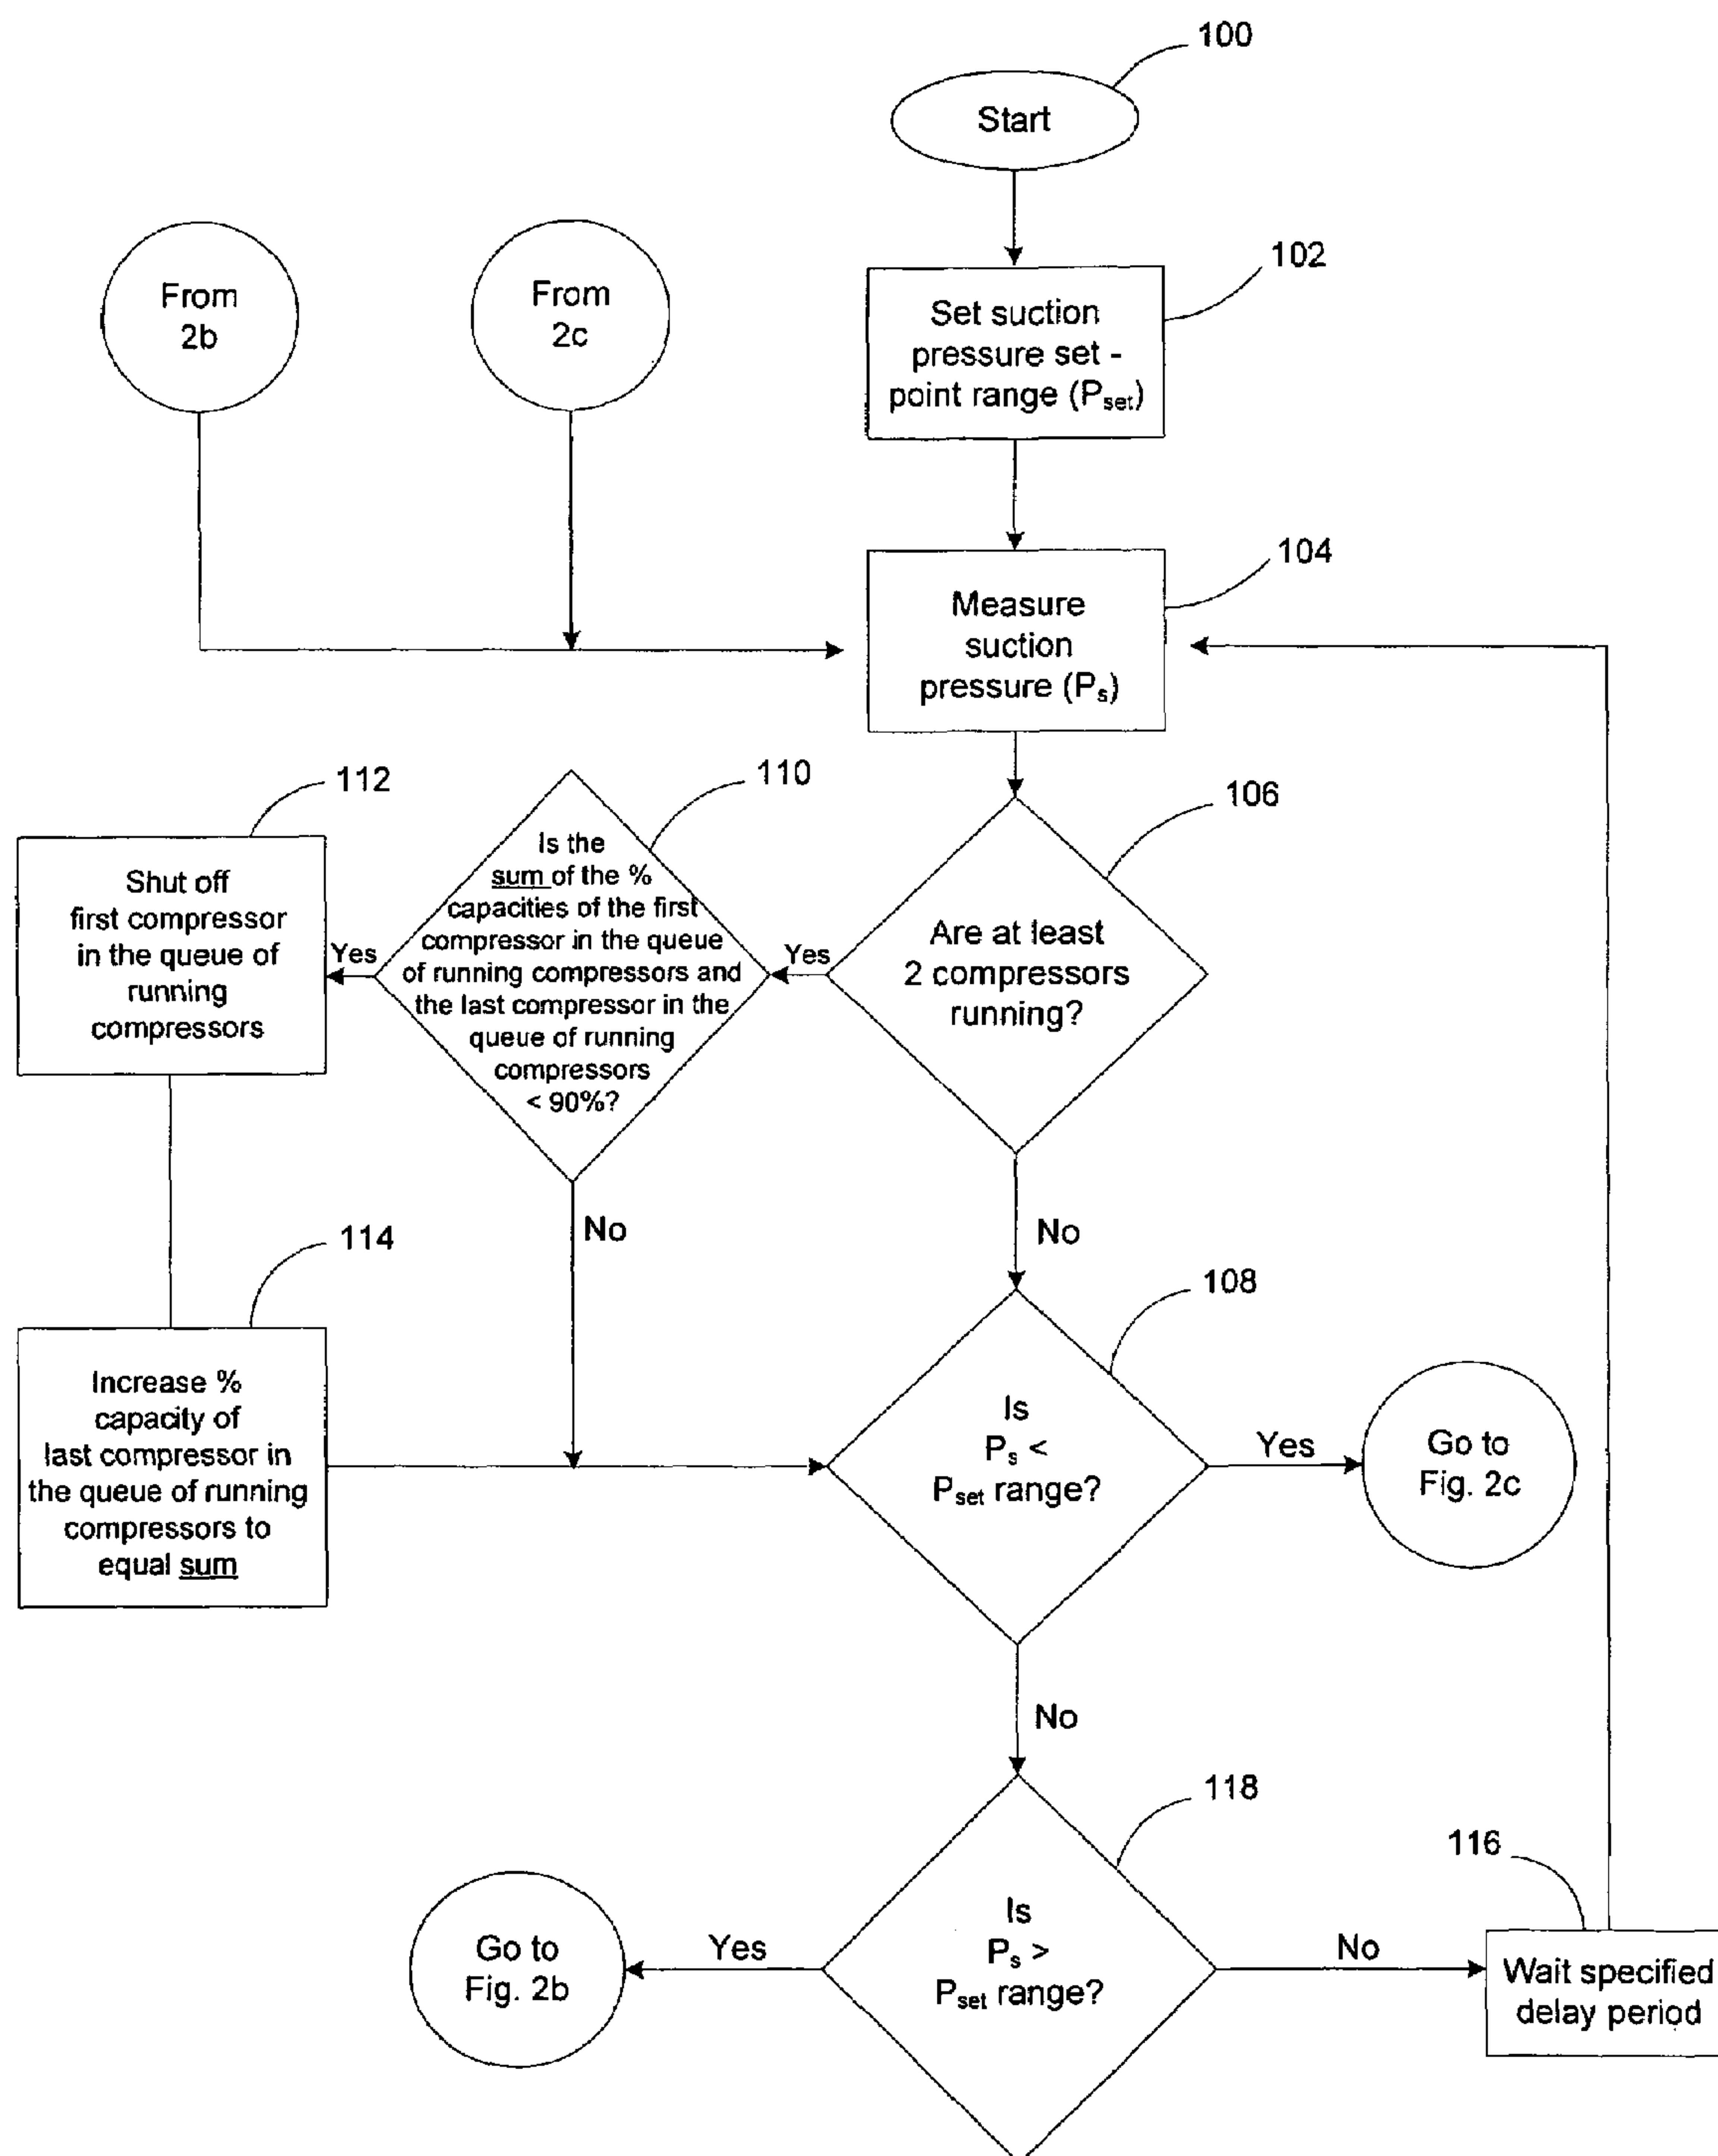 100
Start
102
From
2b
From
2c
Set suction
pressure set -
point range (Pset)
104
Measure
suction
pressure (Ps)
112
110
106
Shut off
first compressor
in the queue of
running
compressors
Yes
Is the
sum of the %
capacities of the first
compressor in the queue
of running compressors and
the last compressor in the
queue of running
compressors
< 90%?
Yes
Are at least
2 compressors
running?
No
No
114
108
Increase %
capacity of
last compressor in
the queue of running
compressors to
equal sum
Is
Ps <
Pset range?
Yes
Go to
Fig. 2c
No
118
116
Go to
Fig. 2b
Yes
Is
Ps >
Pset range?
No
Wait specified
delay period